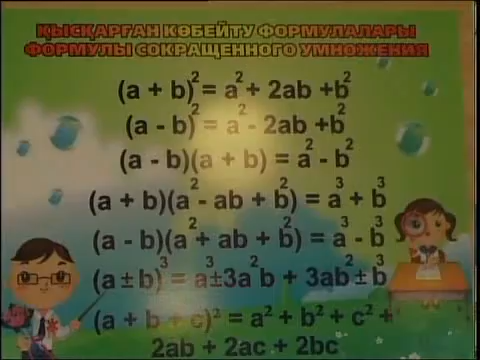 ҚЫСҚАРҒАН КӨБЕЙТУ ФОРМУЛАЛАРЫ
ФОРМУЛЫ СОКРАЩЕННОГО УМНОЖЕНИЯ
(a + b)² = a² + 2ab + b²
(a - b)² = a² - 2ab + b²
(a - b)(a + b) = a² - b²
(a + b)(a² - ab + b²) = a³ + b³
(a - b)(a² + ab + b²) = a³ - b³
(a ± b)³ = a³ ± 3a²b + 3ab² ± b³
(a + b + c)² = a² + b² + c² +
2ab + 2ac + 2bc